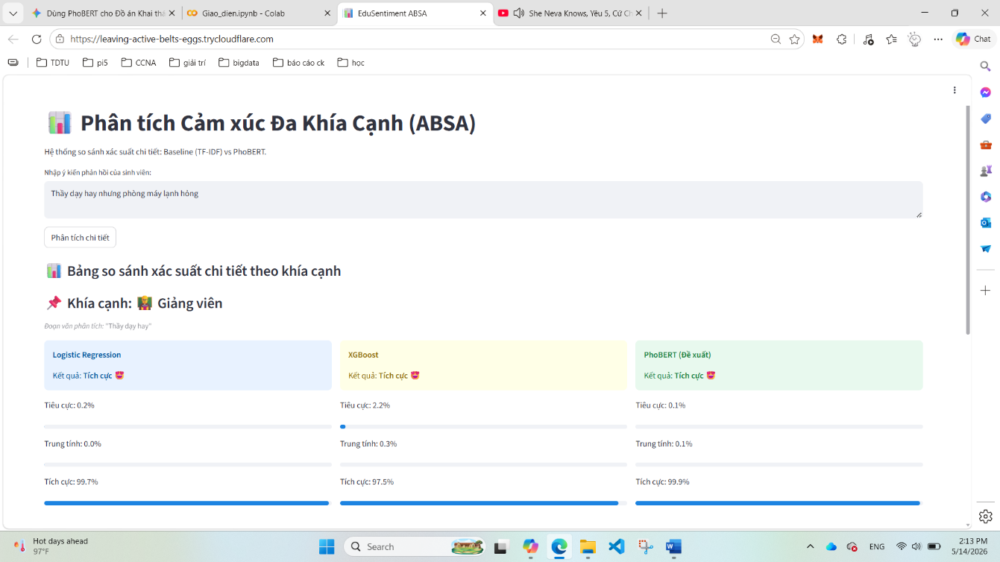 Dùng PhoBERT cho Đồ án Khai thá
Giao_dien.ipynb - Colab
EduSentiment ABSA
She Neva Knows, Yêu 5, Cứ Ch
https://leaving-active-belts-eggs.trycloudflare.com
Chat
TDTU
pi5
CCNA
giải trí
bigdata
báo cáo ck
học
Phân tích Cảm xúc Đa Khía Cạnh (ABSA)
Hệ thống so sánh xác suất chi tiết: Baseline (TF-IDF) vs PhoBERT.
Nhập ý kiến phản hồi của sinh viên:
Thầy dạy hay nhưng phòng máy lạnh hỏng
Phân tích chi tiết
Bảng so sánh xác suất chi tiết theo khía cạnh
Khía cạnh: Giảng viên
Đoạn văn phân tích: "Thầy dạy hay"
Logistic Regression
Kết quả: Tích cực
XGBoost
Kết quả: Tích cực
PhoBERT (Đề xuất)
Kết quả: Tích cực
Tiêu cực: 0.2%
Tiêu cực: 2.2%
Tiêu cực: 0.1%
Trung tính: 0.0%
Trung tính: 0.3%
Trung tính: 0.1%
Tích cực: 99.7%
Tích cực: 97.5%
Tích cực: 99.9%
Hot days ahead
97°F
Search
ENG
2:13 PM
5/14/2026